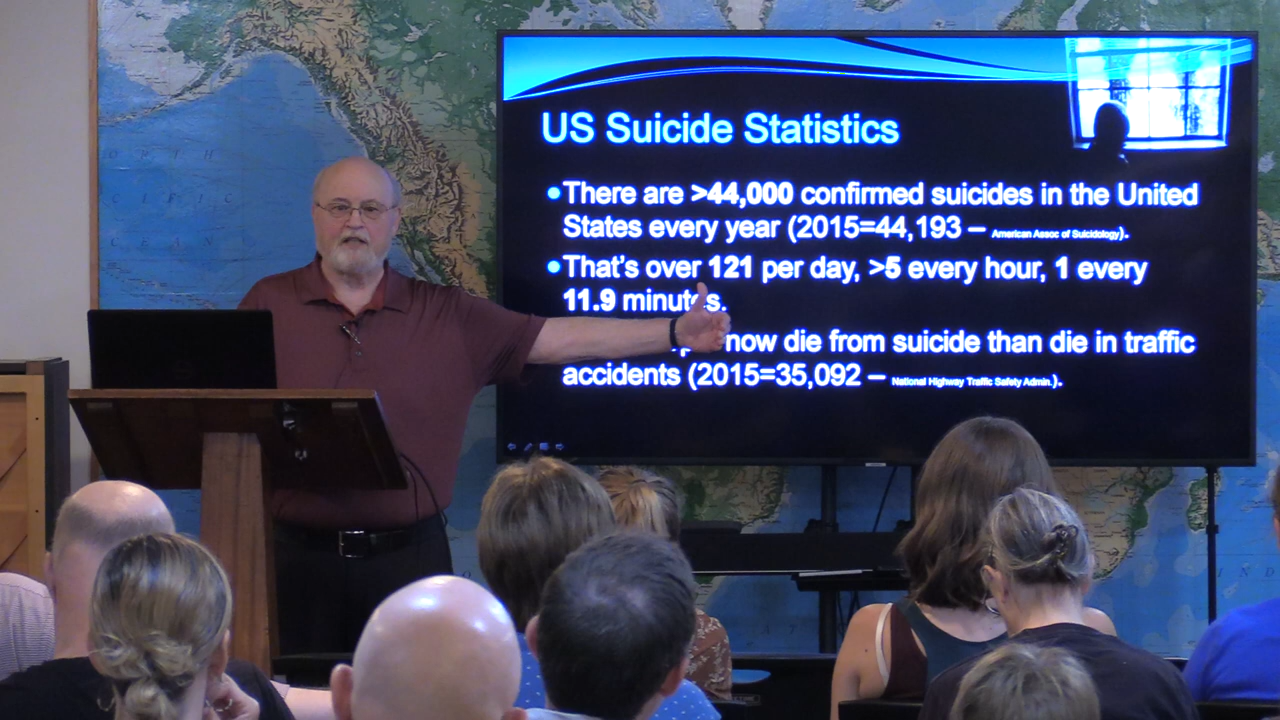 US Suicide Statistics
•There are >44,000 confirmed suicides in the United
States every year (2015=44,193 – American Assoc of Suicidology).
•That's over 121 per day, >5 every hour, 1 every
11.9 minutes.
now die from suicide than die in traffic
accidents (2015=35,092 – National Highway Traffic Safety Admin.).
O R T H
C I F I C
O C E A N
I N D